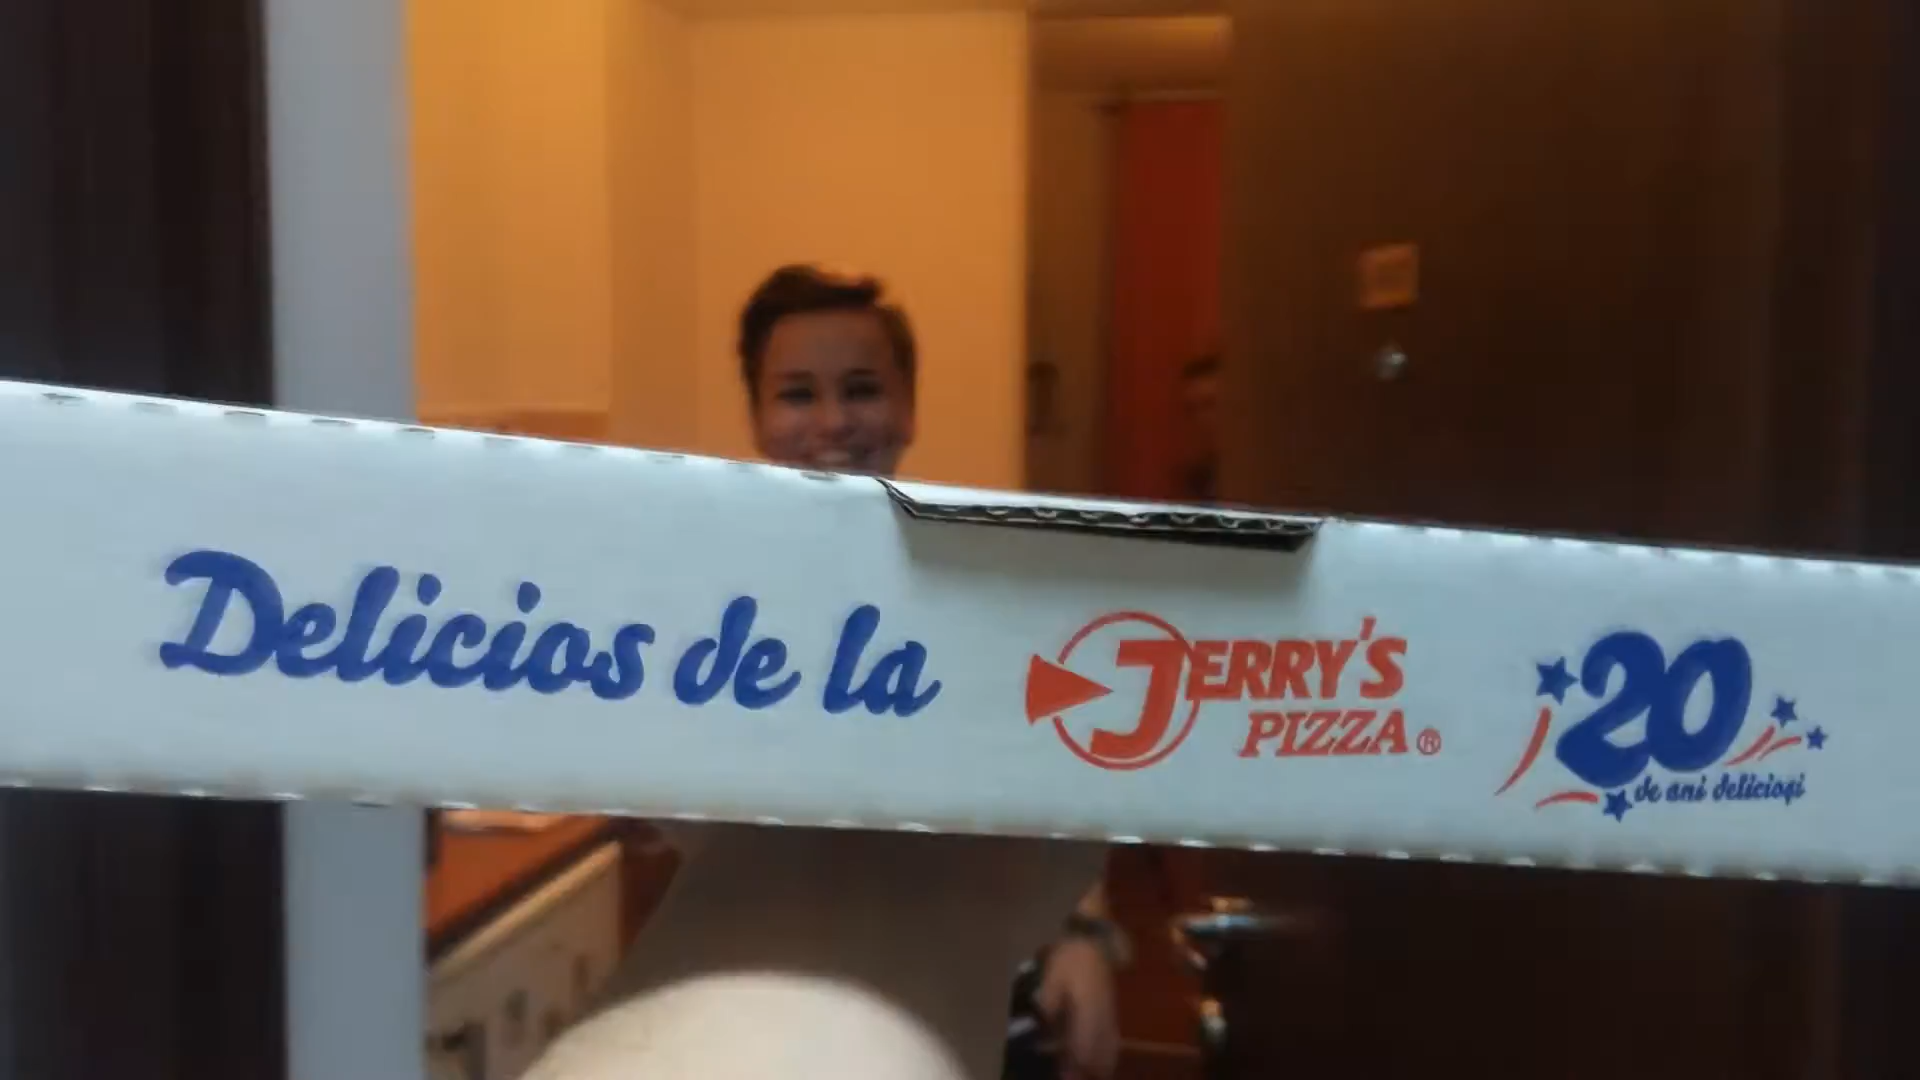 Delicios de la
JERRY'S
PIZZA®
20
de ani delicioși